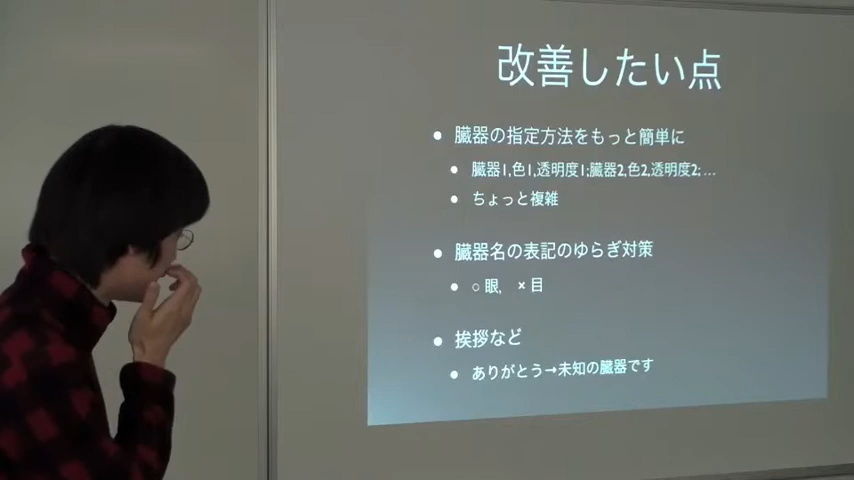 改善したい点
• 臓器の指定方法をもっと簡単に
• 臓器1,色1,透明度1;臓器2,色2,透明度2; ...
• ちょっと複雑
• 臓器名の表記のゆらぎ対策
• ○ 眼, × 目
• 挨拶など
• ありがとう→未知の臓器です